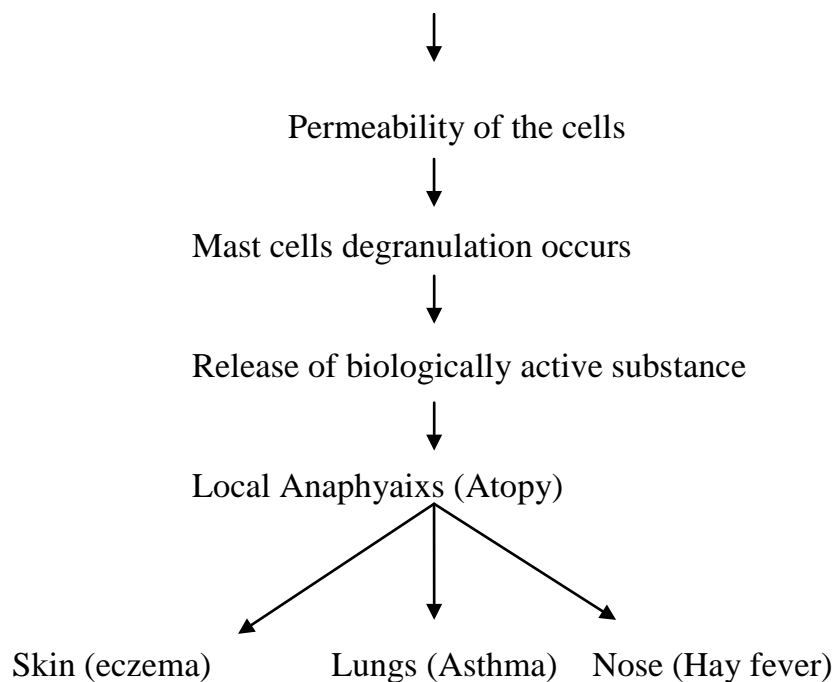 Permeability of the cells
Mast cells degranulation occurs
Release of biologically active substance
Local Anaphyaixs (Atopy)
Skin (eczema) Lungs (Asthma) Nose (Hay fever)